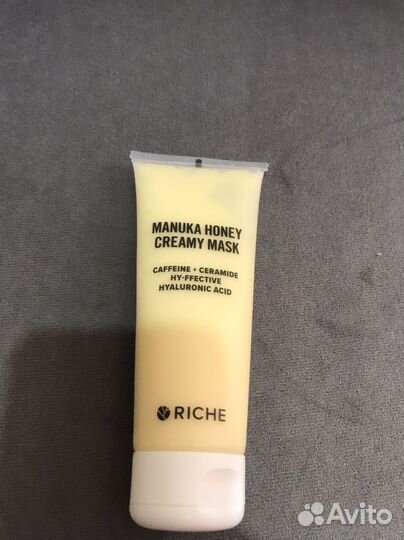 MANUKA HONEY
CREAMY MASK
CAFFEINE + CERAMIDE
HY-FFECTIVE
HYALURONIC ACID
RICHE
Avito